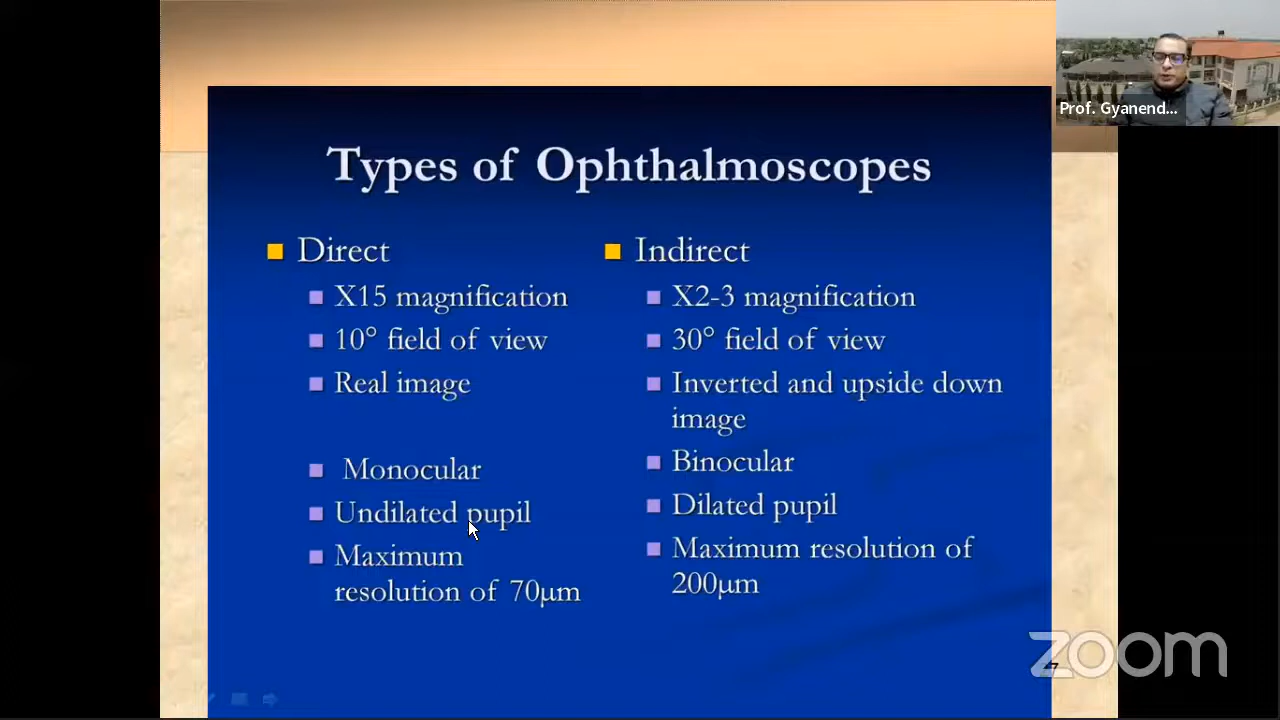 Prof. Gyanend...
Types of Ophthalmoscopes
Direct
X15 magnification
10° field of view
Real image
Monocular
Undilated pupil
Maximum
resolution of 70µm
Indirect
X2-3 magnification
30° field of view
Inverted and upside down
image
Binocular
Dilated pupil
Maximum resolution of
200µm
zoom